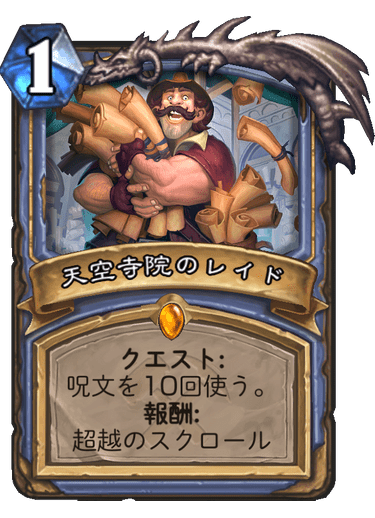 1
天空寺院のレイド
クエスト:
呪文を10回使う。
報酬:
超越のスクロール